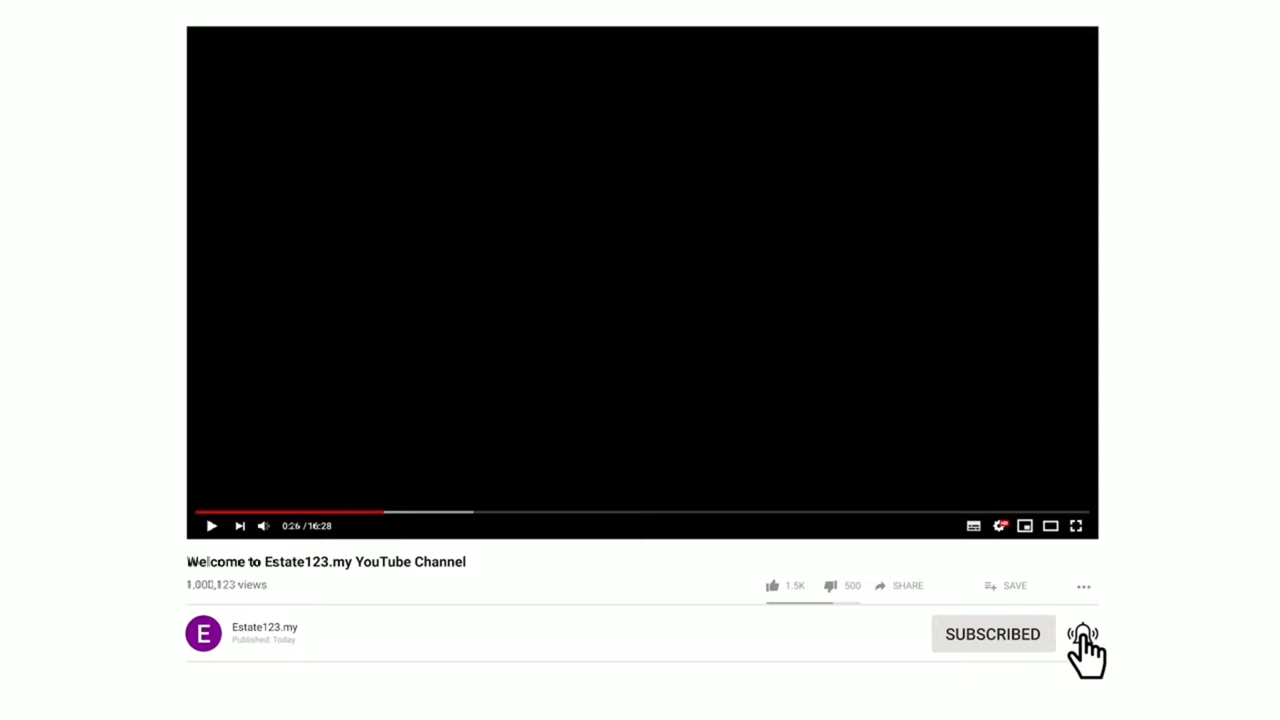 0:26 / 16:28
Welcome to Estate123.my YouTube Channel
1,000,123 views
1.5K
500
SHARE
SAVE
E
Estate123.my
Published: Today
SUBSCRIBED